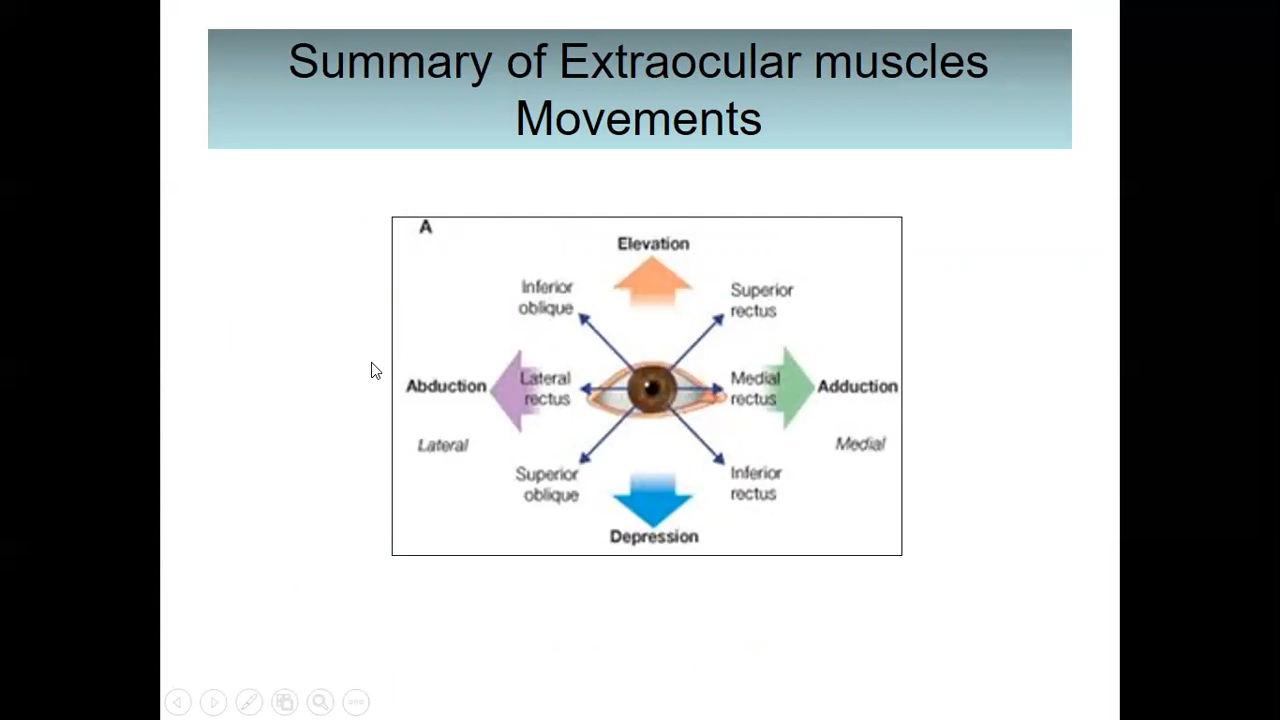 Summary of Extraocular muscles
Movements
A
Elevation
Inferior
oblique
Superior
rectus
Abduction
Lateral
rectus
Medial
rectus
Adduction
Lateral
Medial
Superior
oblique
Inferior
rectus
Depression